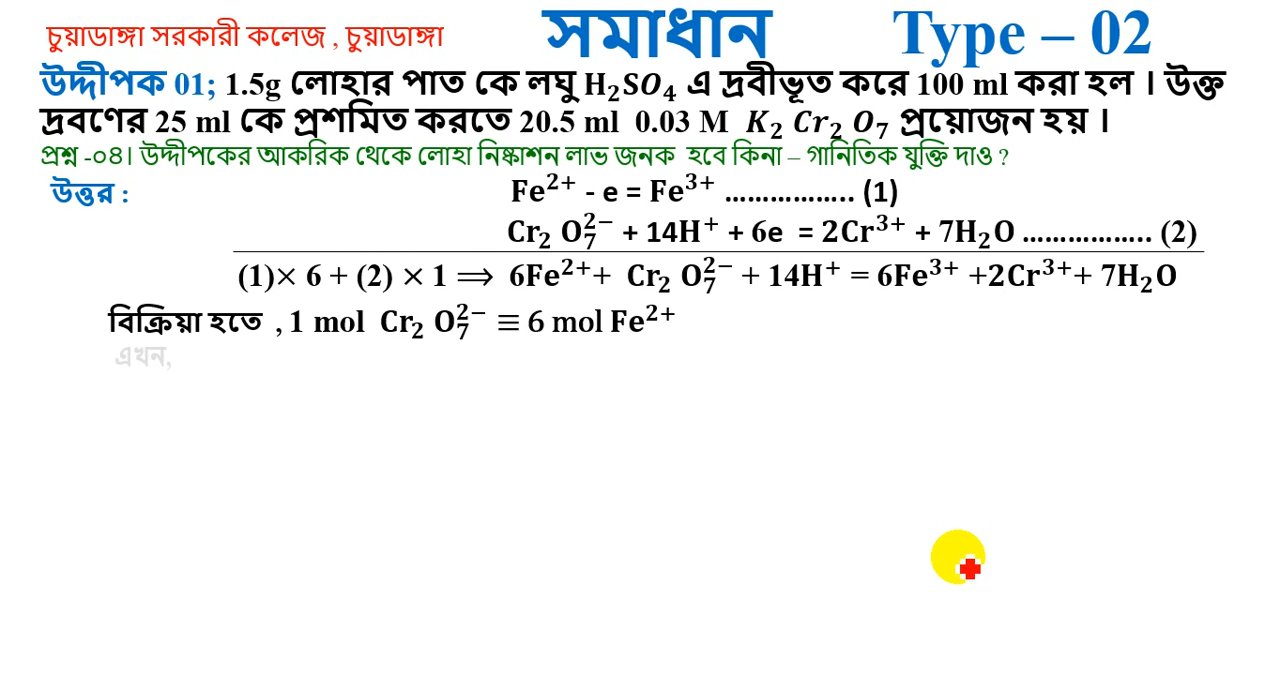 চুয়াডাঙ্গা সরকারী কলেজ , চুয়াডাঙ্গা
সমাধান Type – 02
উদ্দীপক 01; 1.5g লোহার পাত কে লঘু H₂SO₄ এ দ্রবীভূত করে 100 ml করা হল । উক্ত
দ্রবণের 25 ml কে প্রশমিত করতে 20.5 ml 0.03 M K₂ Cr₂ O₇ প্রয়োজন হয় ।
প্রশ্ন -০৪। উদ্দীপকের আকরিক থেকে লোহা নিষ্কাশন লাভ জনক হবে কিনা – গানিতিক যুক্তি দাও ?
উত্তর : Fe²⁺ - e = Fe³⁺ ……………… (1)
Cr₂ O₇²⁻ + 14H⁺ + 6e = 2Cr³⁺ + 7H₂O ……………… (2)
(1)× 6 + (2) × 1 ⟹ 6Fe²⁺+ Cr₂ O₇²⁻ + 14H⁺ = 6Fe³⁺ +2Cr³⁺+ 7H₂O
বিক্রিয়া হতে , 1 mol Cr₂ O₇²⁻ ≡ 6 mol Fe²⁺
এখন,